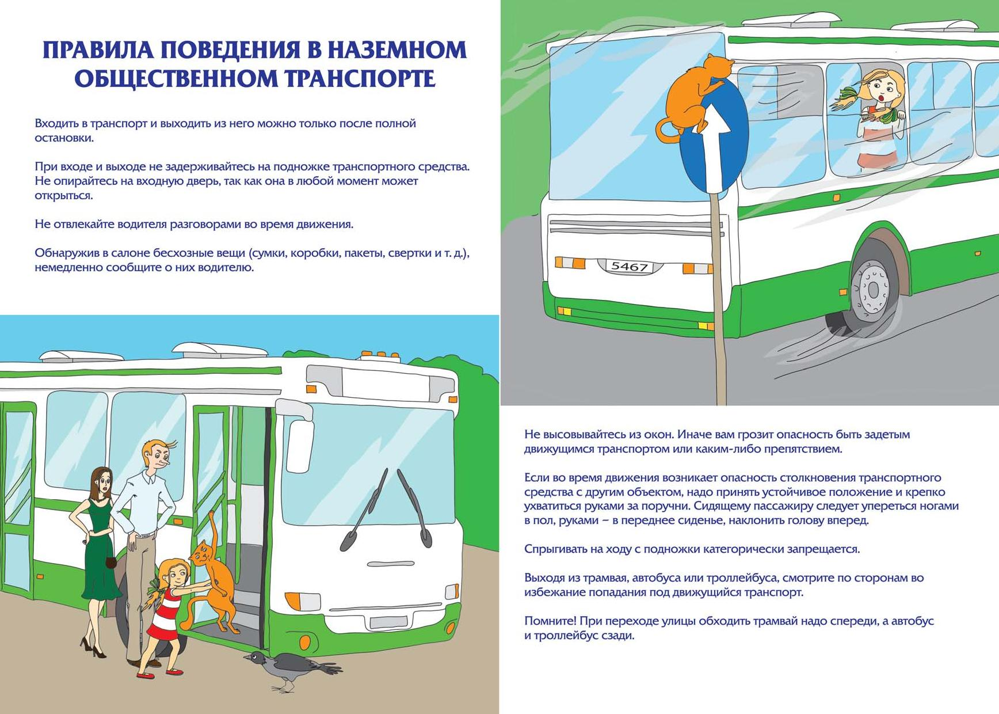 ПРАВИЛА ПОВЕДЕНИЯ В НАЗЕМНОМ
ОБЩЕСТВЕННОМ ТРАНСПОРТЕ
Входить в транспорт и выходить из него можно только после полной
остановки.
При входе и выходе не задерживайтесь на подножке транспортного средства.
Не опирайтесь на входную дверь, так как она в любой момент может
открыться.
Не отвлекайте водителя разговорами во время движения.
Обнаружив в салоне бесхозные вещи (сумки, коробки, пакеты, свертки и т. д.),
немедленно сообщите о них водителю.
5467
Не высовывайтесь из окон. Иначе вам грозит опасность быть задетым
движущимся транспортом или каким-либо препятствием.
Если во время движения возникает опасность столкновения транспортного
средства с другим объектом, надо принять устойчивое положение и крепко
ухватиться руками за поручни. Сидящему пассажиру следует упереться ногами
в пол, руками – в переднее сиденье, наклонить голову вперед.
Спрыгивать на ходу с подножки категорически запрещается.
Выходя из трамвая, автобуса или троллейбуса, смотрите по сторонам во
избежание попадания под движущийся транспорт.
Помните! При переходе улицы обходить трамвай надо спереди, а автобус
и троллейбус сзади.